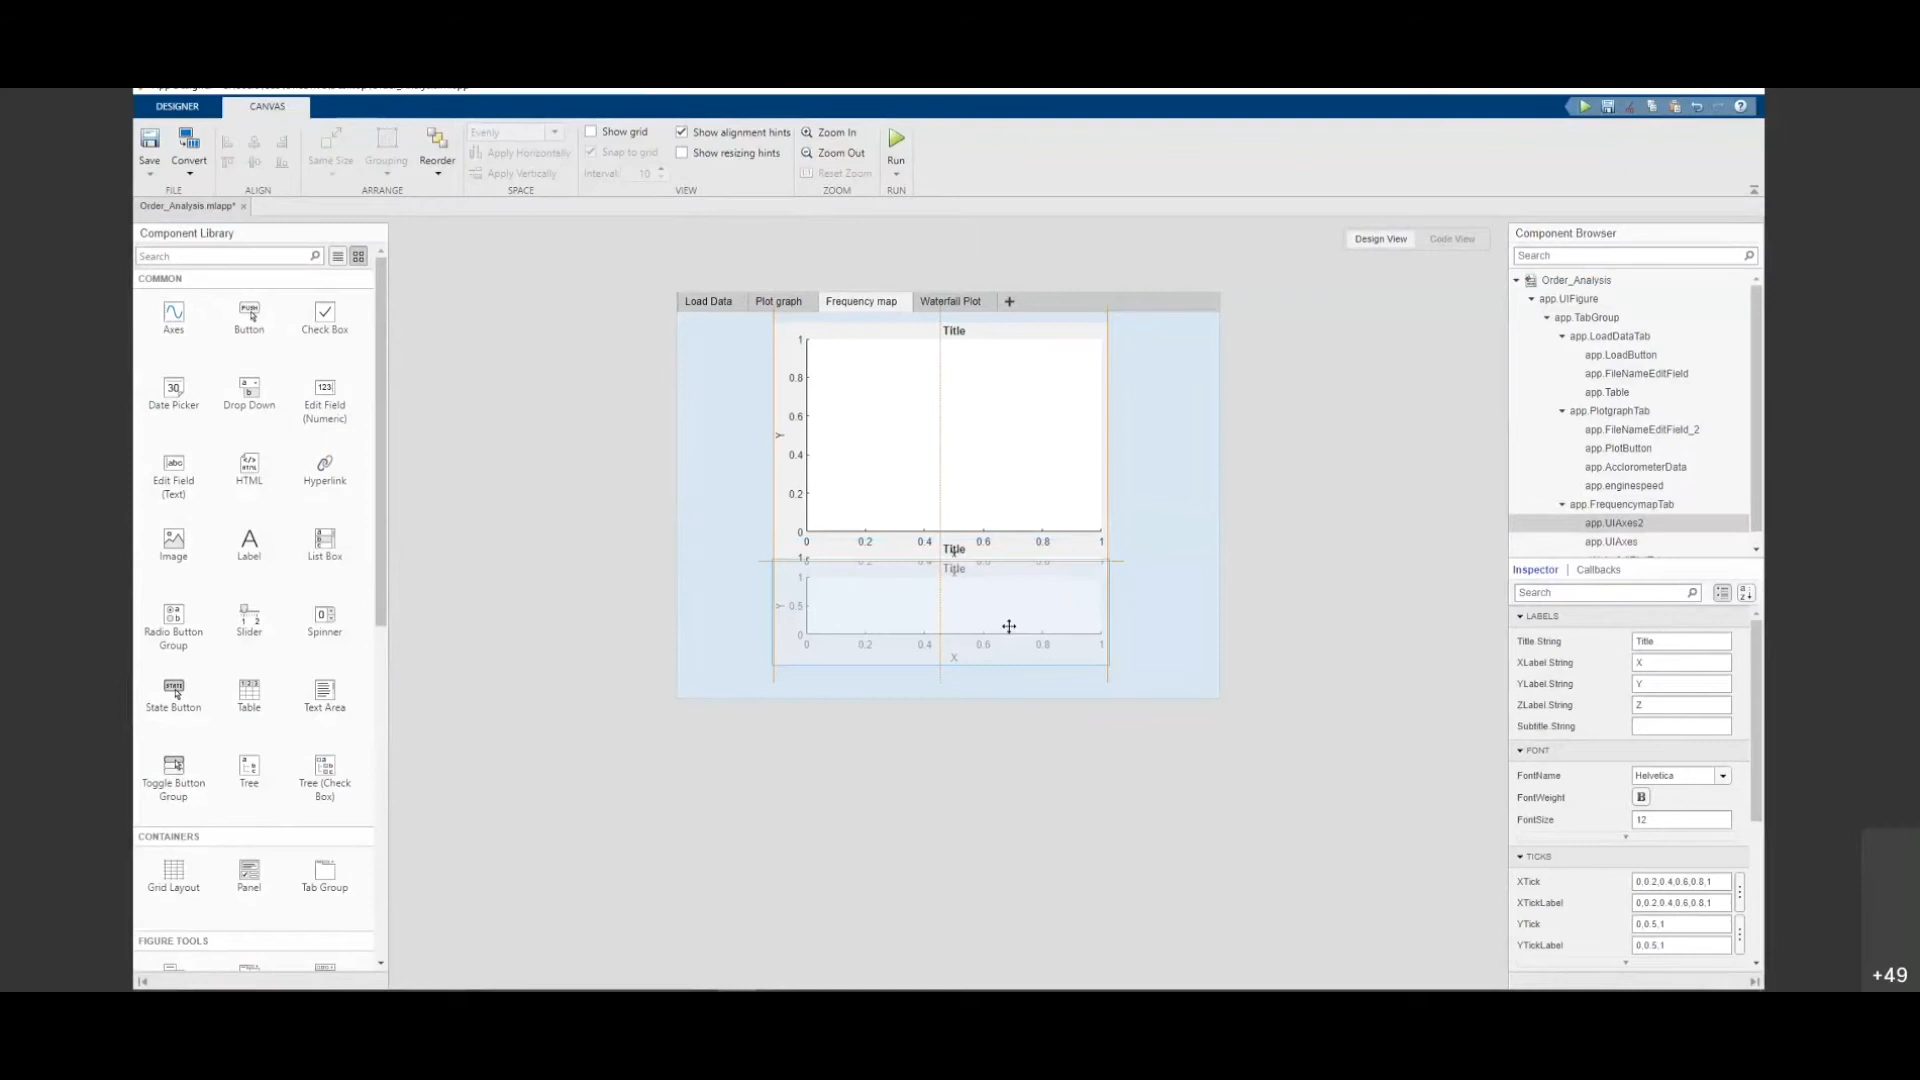 DESIGNER
CANVAS
Save
Convert
Same Size
Grouping
Reorder
Evenly
Apply Horizontally
Apply Vertically
Show grid
Snap to grid
Interval: 10
Show alignment hints
Show resizing hints
Zoom In
Zoom Out
Reset Zoom
Run
FILE
ALIGN
ARRANGE
SPACE
VIEW
ZOOM
RUN
Order_Analysis.mlapp* ×
Component Library
Search
COMMON
Axes
Button
Check Box
Date Picker
Drop Down
Edit Field (Numeric)
Edit Field (Text)
HTML
Hyperlink
Image
Label
List Box
Radio Button Group
Slider
Spinner
State Button
Table
Text Area
Toggle Button Group
Tree
Tree (Check Box)
CONTAINERS
Grid Layout
Panel
Tab Group
FIGURE TOOLS
Design View
Code View
Load Data
Plot graph
Frequency map
Waterfall Plot
+
Title
1
0.8
0.6
0.4
0.2
0
Y
0 0.2 0.4 0.6 0.8 1
Title
1
Title
1
0.5
0
Y
0 0.2 0.4 0.6 0.8 1
X
Component Browser
Search
Order_Analysis
app.UIFigure
app.TabGroup
app.LoadDataTab
app.LoadButton
app.FileNameEditField
app.Table
app.PlotgraphTab
app.FileNameEditField_2
app.PlotButton
app.AcclorometerData
app.enginespeed
app.FrequencymapTab
app.UIAxes2
app.UIAxes
Inspector | Callbacks
Search
LABELS
Title.String Title
XLabel.String X
YLabel.String Y
ZLabel.String Z
Subtitle.String
FONT
FontName Helvetica
FontWeight B
FontSize 12
TICKS
XTick 0,0.2,0.4,0.6,0.8,1
XTickLabel 0,0.2,0.4,0.6,0.8,1
YTick 0,0.5,1
YTickLabel 0,0.5,1
+49